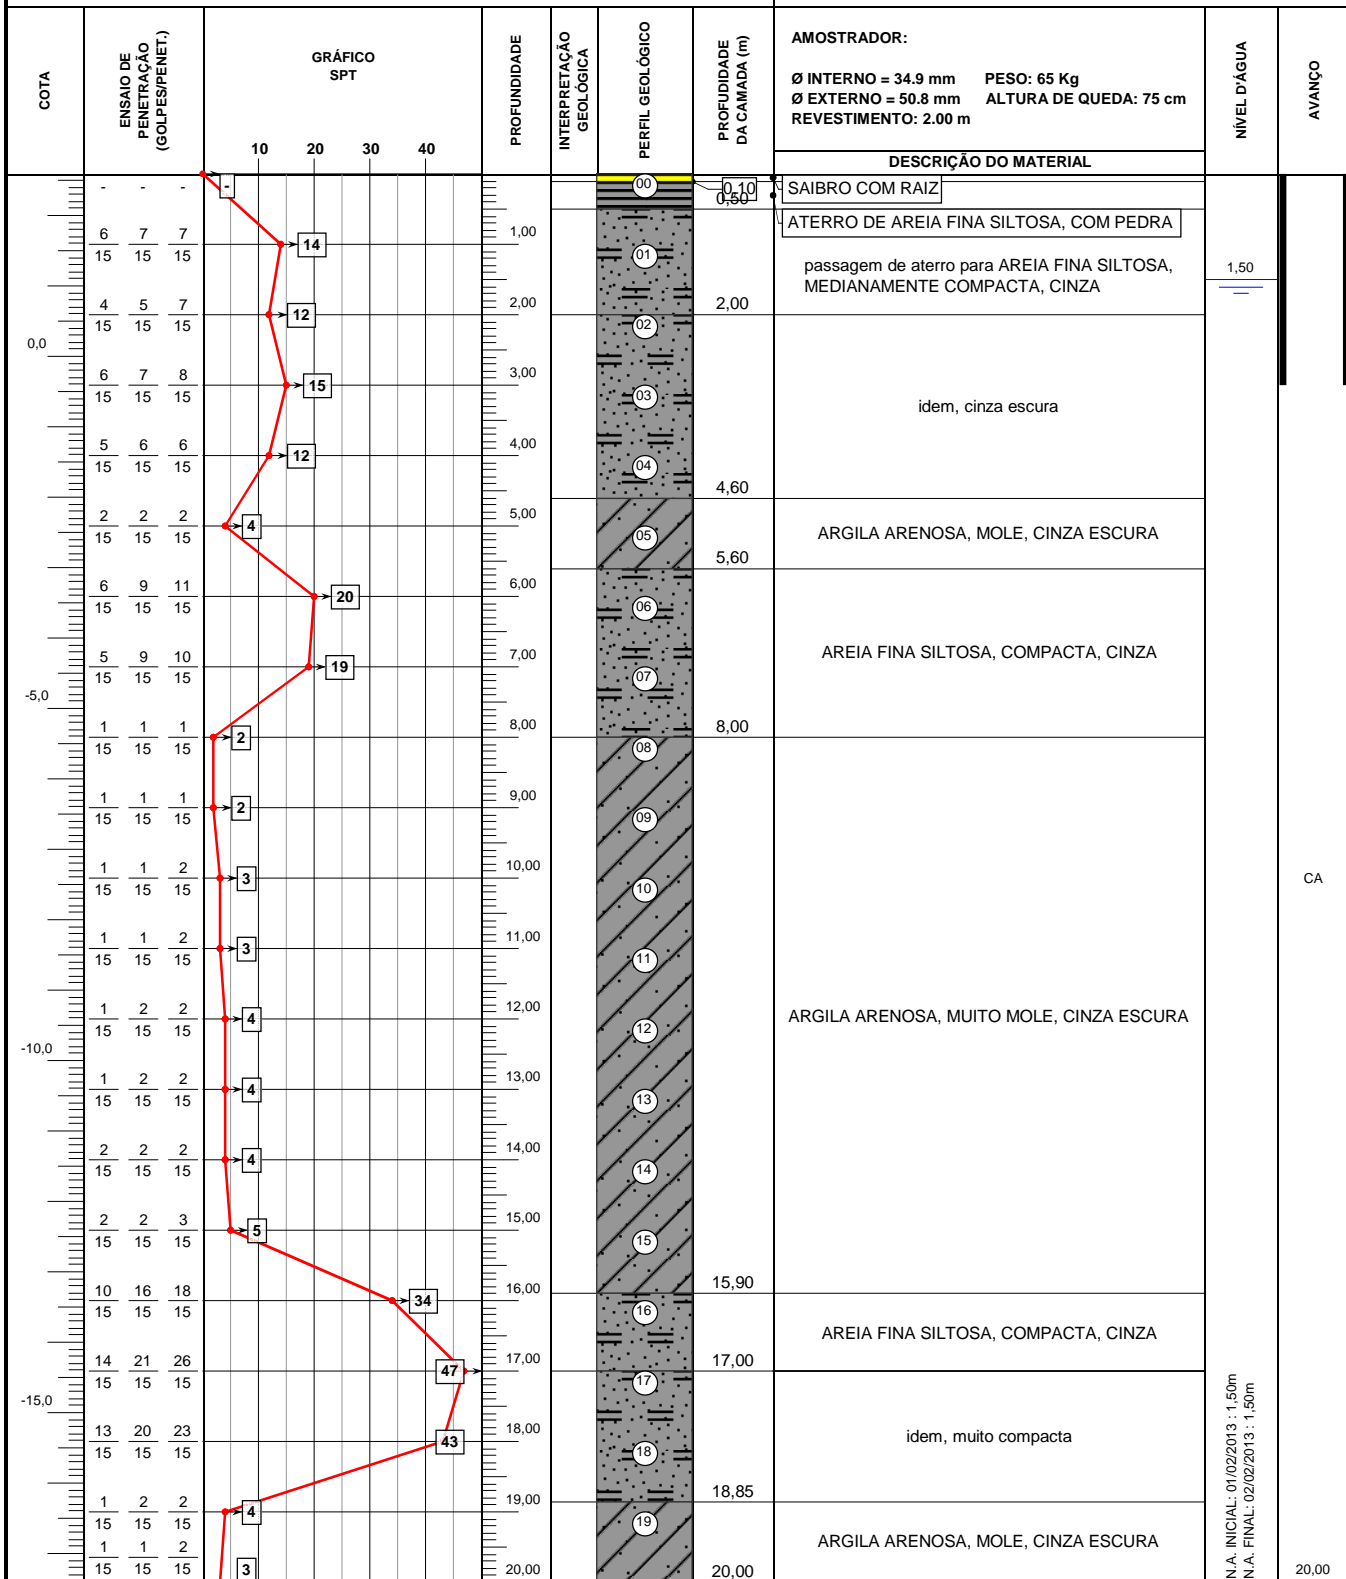 COTA
ENSAIO DE
PENETRAÇÃO
(GOLPES/PENET.)
GRÁFICO
SPT
10 20 30 40
PROFUNDIDADE
INTERPRETAÇÃO
GEOLÓGICA
PERFIL GEOLÓGICO
PROFUDIDADE
DA CAMADA (m)
AMOSTRADOR:
Ø INTERNO = 34.9 mm PESO: 65 Kg
Ø EXTERNO = 50.8 mm ALTURA DE QUEDA: 75 cm
REVESTIMENTO: 2.00 m
DESCRIÇÃO DO MATERIAL
NÍVEL D'ÁGUA
AVANÇO
- - - - 00 0,10 SAIBRO COM RAIZ
0,50
ATERRO DE AREIA FINA SILTOSA, COM PEDRA
6 7 7 1,00
15 15 15 14 01
passagem de aterro para AREIA FINA SILTOSA,
MEDIANAMENTE COMPACTA, CINZA
1,50
4 5 7 2,00 2,00
15 15 15 12 02
0,0
6 7 8 3,00
15 15 15 15 03
idem, cinza escura
5 6 6 4,00
15 15 15 12 04
4,60
2 2 2 5,00
15 15 15 4 05
ARGILA ARENOSA, MOLE, CINZA ESCURA
5,60
6 9 11 6,00
15 15 15 20 06
AREIA FINA SILTOSA, COMPACTA, CINZA
5 9 10 7,00
15 15 15 19 07
-5,0
1 1 1 8,00 8,00
15 15 15 2 08
1 1 1 9,00
15 15 15 2 09
1 1 2 10,00
15 15 15 3 10 CA
1 1 2 11,00
15 15 15 3 11
1 2 2 12,00
15 15 15 4 12
ARGILA ARENOSA, MUITO MOLE, CINZA ESCURA
-10,0
1 2 2 13,00
15 15 15 4 13
2 2 2 14,00
15 15 15 4 14
2 2 3 15,00
15 15 15 5 15
15,90
10 16 18 16,00
15 15 15 34 16
AREIA FINA SILTOSA, COMPACTA, CINZA
14 21 26 17,00 17,00
15 15 15 47 17
-15,0
13 20 23 18,00
15 15 15 43 18
idem, muito compacta
18,85
1 2 2 19,00
15 15 15 4 19
ARGILA ARENOSA, MOLE, CINZA ESCURA
1 1 2
15 15 15 3 20,00 20,00 20,00
N.A. INICIAL: 01/02/2013 : 1,50m
N.A. FINAL: 02/02/2013 : 1,50m